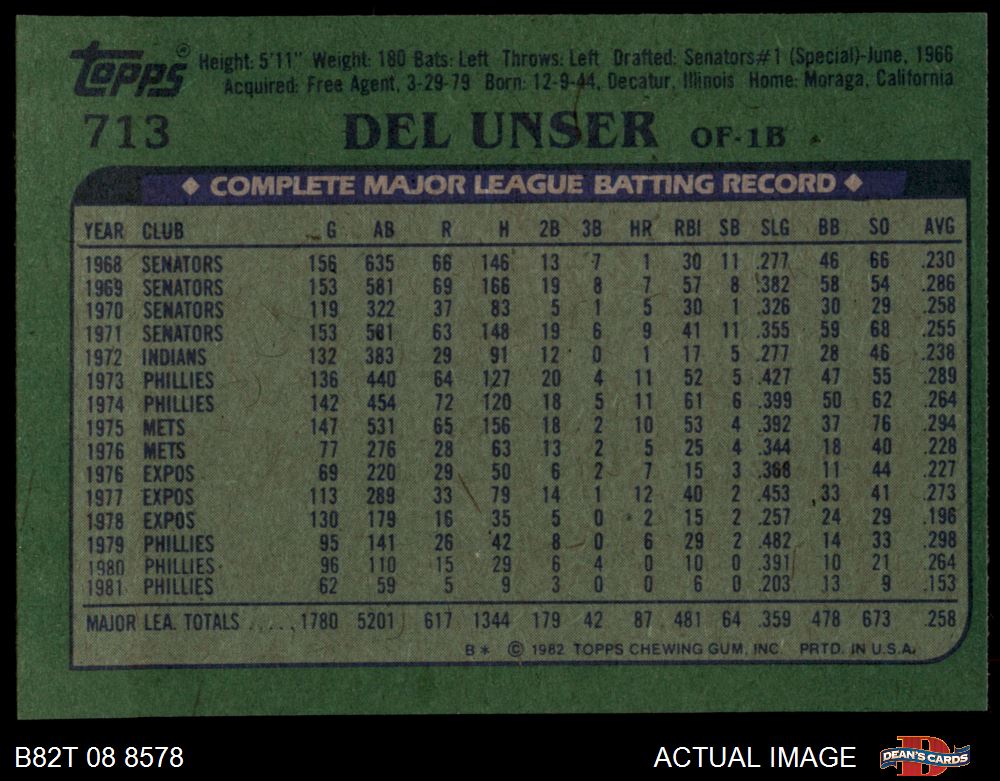 topps® Height: 5'11" Weight: 180 Bats: Left Throws: Left Drafted: Senators#1 (Special)-June, 1966
Acquired: Free Agent, 3-29-79 Born: 12-9-44, Decatur, Illinois Home: Moraga, California
713 DEL UNSER OF-1B
◆ COMPLETE MAJOR LEAGUE BATTING RECORD ◆
YEAR CLUB G AB R H 2B 3B HR RBI SB SLG BB SO AVG
1968 SENATORS 156 635 66 146 13 7 1 30 11 .277 46 66 .230
1969 SENATORS 153 581 69 166 19 8 7 57 8 .382 58 54 .286
1970 SENATORS 119 322 37 83 5 1 5 30 1 .326 30 29 .258
1971 SENATORS 153 581 63 148 19 6 9 41 11 .355 59 68 .255
1972 INDIANS 132 383 29 91 12 0 1 17 5 .277 28 46 .238
1973 PHILLIES 136 440 64 127 20 4 11 52 5 .427 47 55 .289
1974 PHILLIES 142 454 72 120 18 5 11 61 6 .399 50 62 .264
1975 METS 147 531 65 156 18 2 10 53 4 .392 37 76 .294
1976 METS 77 276 28 63 13 2 5 25 4 .344 18 40 .228
1976 EXPOS 69 220 29 50 6 2 7 15 3 .368 11 44 .227
1977 EXPOS 113 289 33 79 14 1 12 40 2 .453 33 41 .273
1978 EXPOS 130 179 16 35 5 0 2 15 2 .257 24 29 .196
1979 PHILLIES 95 141 26 42 8 0 6 29 2 .482 14 33 .298
1980 PHILLIES 96 110 15 29 6 4 0 10 0 .391 10 21 .264
1981 PHILLIES 62 59 5 9 3 0 0 6 0 .203 13 9 .153
MAJOR LEA. TOTALS ..... 1780 5201 617 1344 179 42 87 481 64 .359 478 673 .258
B* © 1982 TOPPS CHEWING GUM, INC. PRTD. IN U.S.A.
B82T 08 8578 ACTUAL IMAGE DEAN'S CARDS